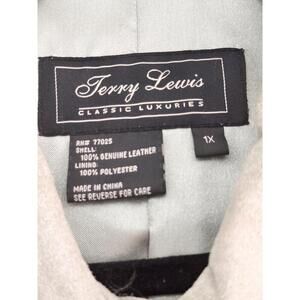 Terry Lewis
CLASSIC LUXURIES
1X
RN# 77025
SHELL:
100% GENUINE LEATHER
LINING:
100% POLYESTER
MADE IN CHINA
SEE REVERSE FOR CARE